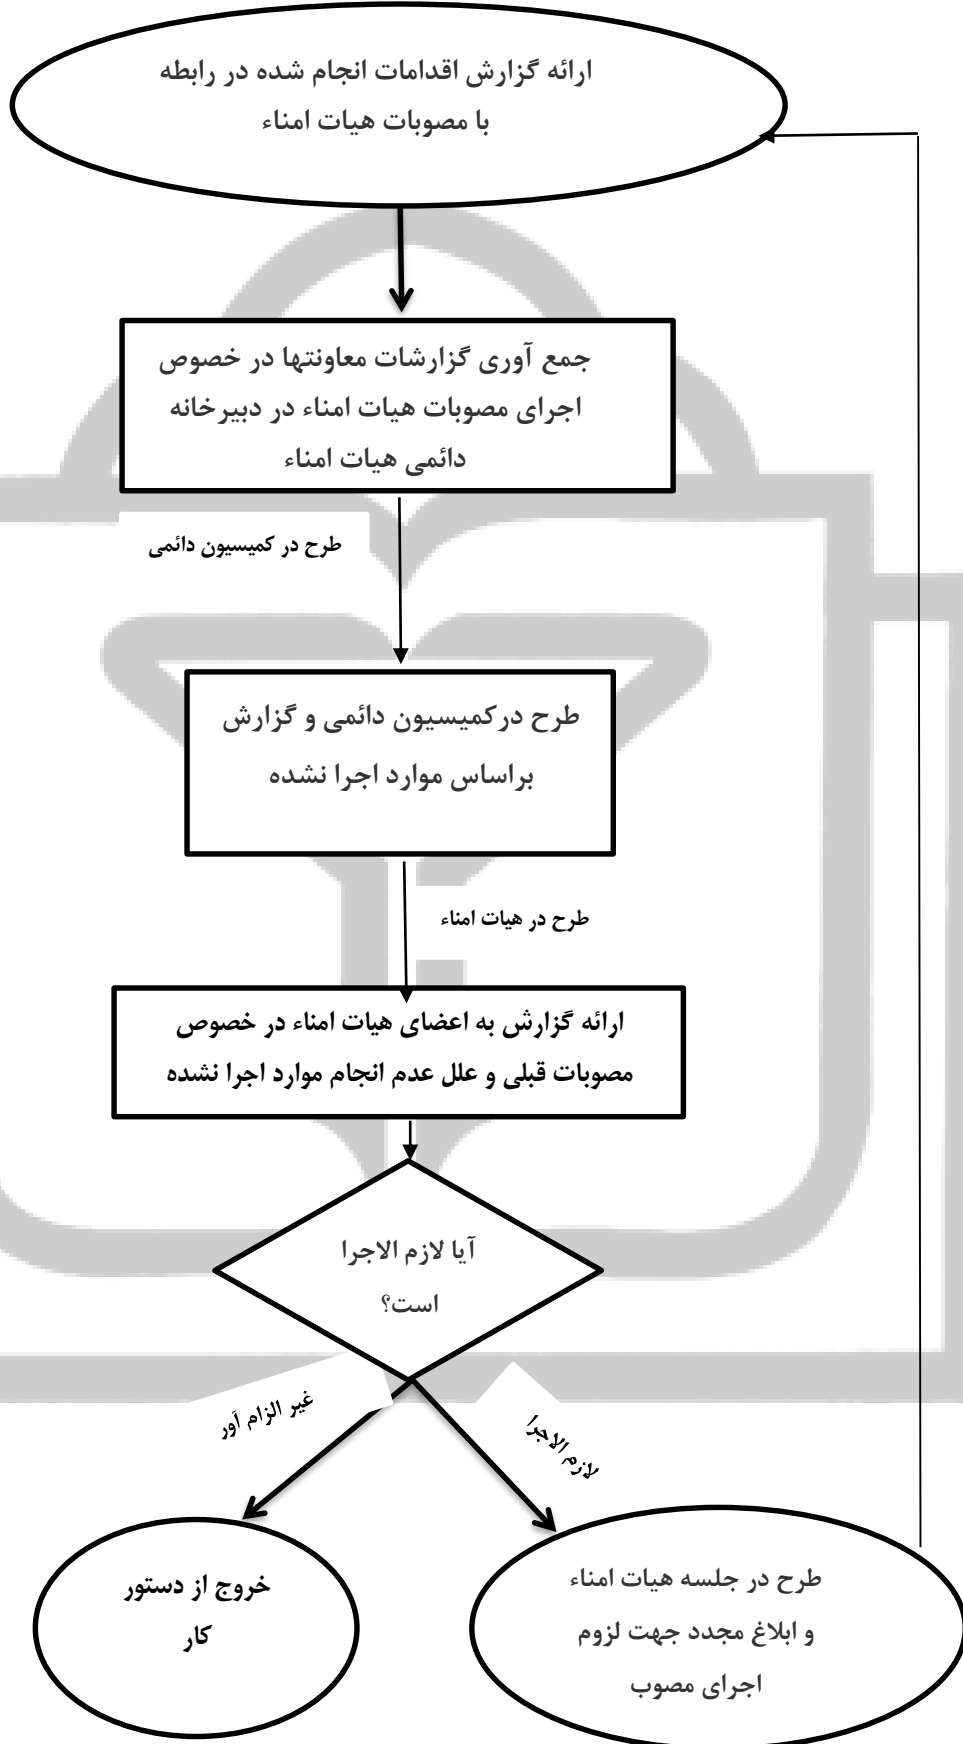 ارائه گزارش اقدامات انجام شده در رابطه
با مصوبات هیات امناء
جمع آوری گزارشات معاونتها در خصوص
اجرای مصوبات هیات امناء در دبیرخانه
دائمی هیات امناء
طرح در کمیسیون دائمی
طرح درکمیسیون دائمی و گزارش
براساس موارد اجرا نشده
طرح در هیات امناء
ارائه گزارش به اعضای هیات امناء در خصوص
مصوبات قبلی و علل عدم انجام موارد اجرا نشده
آیا لازم الاجرا
است؟
لازم الاجرا
غیر الزام آور
طرح در جلسه هیات امناء
و ابلاغ مجدد جهت لزوم
اجرای مصوب
خروج از دستور
کار